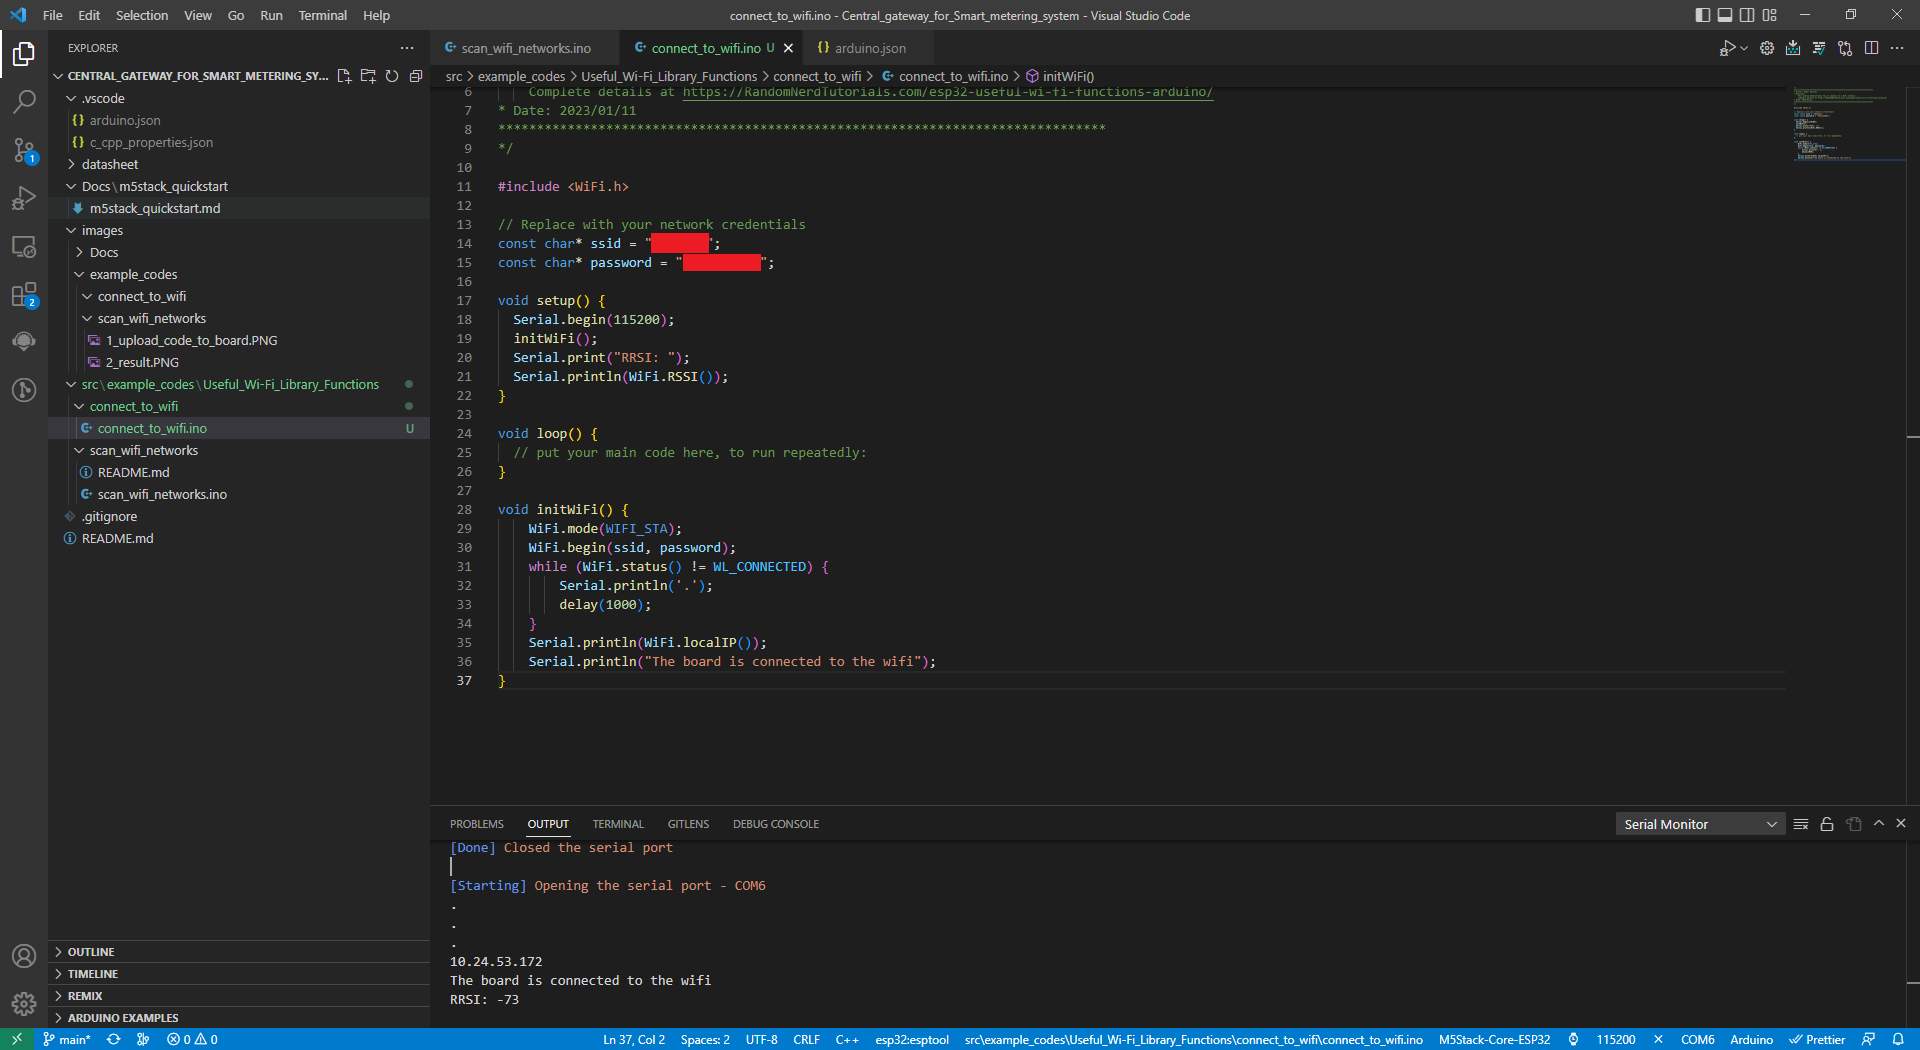 File Edit Selection View Go Run Terminal Help
connect_to_wifi.ino - Central_gateway_for_Smart_metering_system - Visual Studio Code
EXPLORER
CENTRAL_GATEWAY_FOR_SMART_METERING_SY...
.vscode
{} arduino.json
{} c_cpp_properties.json
datasheet
Docs\m5stack_quickstart
m5stack_quickstart.md
images
Docs
example_codes
connect_to_wifi
scan_wifi_networks
1_upload_code_to_board.PNG
2_result.PNG
src\example_codes\Useful_Wi-Fi_Library_Functions
connect_to_wifi
connect_to_wifi.ino U
scan_wifi_networks
README.md
scan_wifi_networks.ino
.gitignore
README.md
OUTLINE
TIMELINE
REMIX
ARDUINO EXAMPLES
1
2
scan_wifi_networks.ino
connect_to_wifi.ino U
{} arduino.json
src > example_codes > Useful_Wi-Fi_Library_Functions > connect_to_wifi > connect_to_wifi.ino > initWiFi()
6 Complete details at https://RandomNerdTutorials.com/esp32-useful-wi-fi-functions-arduino/
7 * Date: 2023/01/11
8 *******************************************************************************
9 */
10
11 #include <WiFi.h>
12
13 // Replace with your network credentials
14 const char* ssid = "";
15 const char* password = "";
16
17 void setup() {
18 Serial.begin(115200);
19 initWiFi();
20 Serial.print("RRSI: ");
21 Serial.println(WiFi.RSSI());
22 }
23
24 void loop() {
25 // put your main code here, to run repeatedly:
26 }
27
28 void initWiFi() {
29 WiFi.mode(WIFI_STA);
30 WiFi.begin(ssid, password);
31 while (WiFi.status() != WL_CONNECTED) {
32 Serial.println('.');
33 delay(1000);
34 }
35 Serial.println(WiFi.localIP());
36 Serial.println("The board is connected to the wifi");
37 }
PROBLEMS OUTPUT TERMINAL GITLENS DEBUG CONSOLE
Serial Monitor
[Done] Closed the serial port
[Starting] Opening the serial port - COM6
.
.
.
10.24.53.172
The board is connected to the wifi
RRSI: -73
main* 0 0 Ln 37, Col 2 Spaces: 2 UTF-8 CRLF C++ esp32:esptool src\example_codes\Useful_Wi-Fi_Library_Functions\connect_to_wifi\connect_to_wifi.ino M5Stack-Core-ESP32 115200 COM6 Arduino Prettier